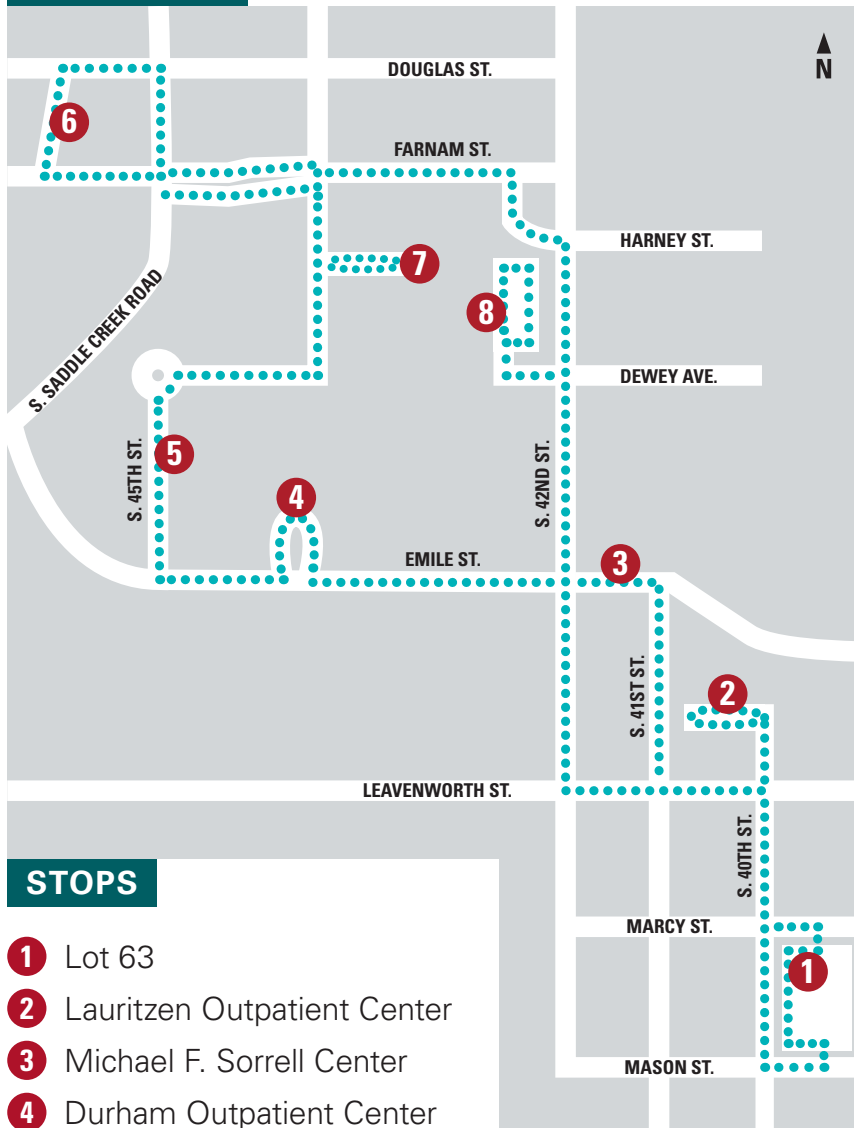 DOUGLAS ST.
N
6
FARNAM ST.
HARNEY ST.
7
8
S. SADDLE CREEK ROAD
DEWEY AVE.
S. 45TH ST.
5
S. 42ND ST.
4
EMILE ST.
3
S. 41ST ST.
2
LEAVENWORTH ST.
S. 40TH ST.
MARCY ST.
1
MASON ST.
STOPS
1 Lot 63
2 Lauritzen Outpatient Center
3 Michael F. Sorrell Center
4 Durham Outpatient Center